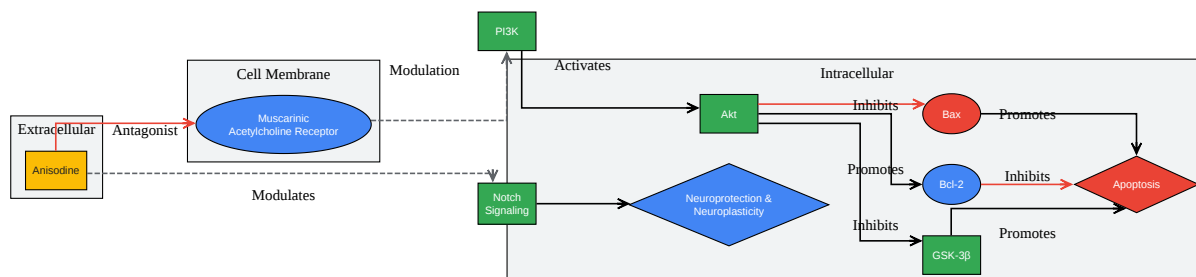 PI3K
Cell Membrane
Modulation
Activates
Intracellular
Muscarinic
Acetylcholine Receptor
Extracellular
Antagonist
Akt
Inhibits
Bax
Promotes
Anisodine
Modulates
Notch
Signaling
Neuroprotection &
Neuroplasticity
Promotes
Bcl-2
Inhibits
Apoptosis
Inhibits
GSK-3β
Promotes